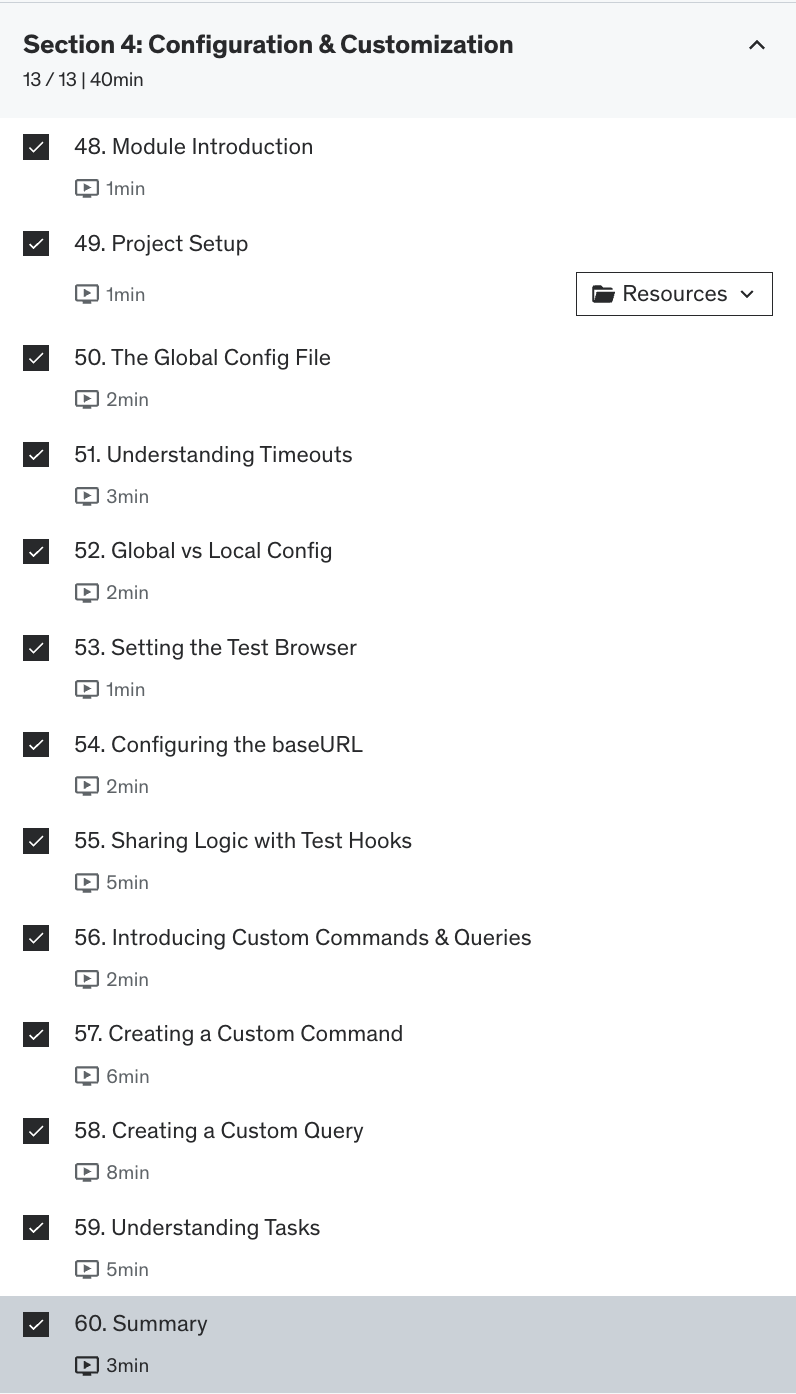 Section 4: Configuration & Customization
13 / 13 | 40min
48. Module Introduction
1min
49. Project Setup
1min
Resources
50. The Global Config File
2min
51. Understanding Timeouts
3min
52. Global vs Local Config
2min
53. Setting the Test Browser
1min
54. Configuring the baseURL
2min
55. Sharing Logic with Test Hooks
5min
56. Introducing Custom Commands & Queries
2min
57. Creating a Custom Command
6min
58. Creating a Custom Query
8min
59. Understanding Tasks
5min
60. Summary
3min